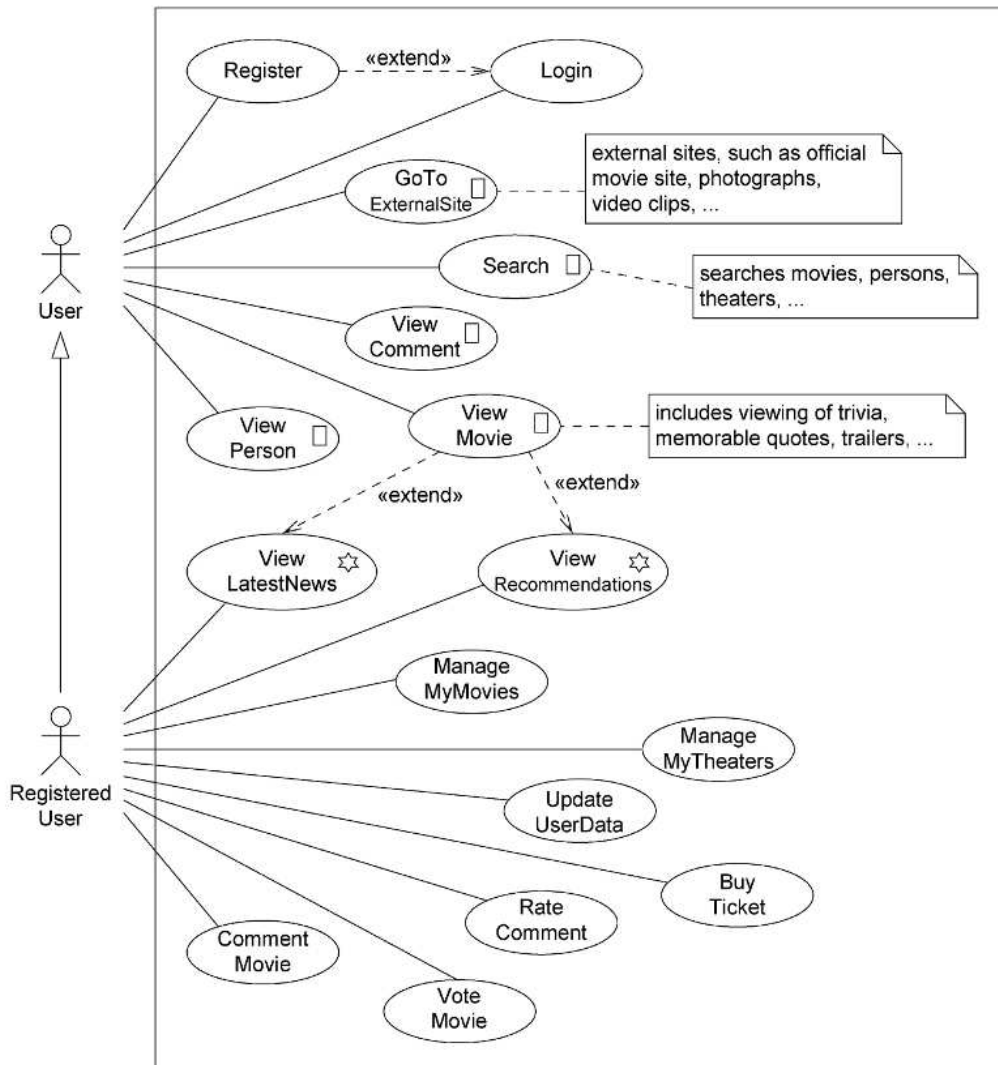 Register
«extend»
Login
GoTo
ExternalSite
external sites, such as official
movie site, photographs,
video clips, ...
User
Search
searches movies, persons,
theaters, ...
View
Comment
View
Movie
includes viewing of trivia,
memorable quotes, trailers, ...
View
Person
«extend»
«extend»
View
LatestNews
View
Recommendations
Manage
MyMovies
Registered
User
Manage
MyTheaters
Update
UserData
Buy
Ticket
Rate
Comment
Comment
Movie
Vote
Movie